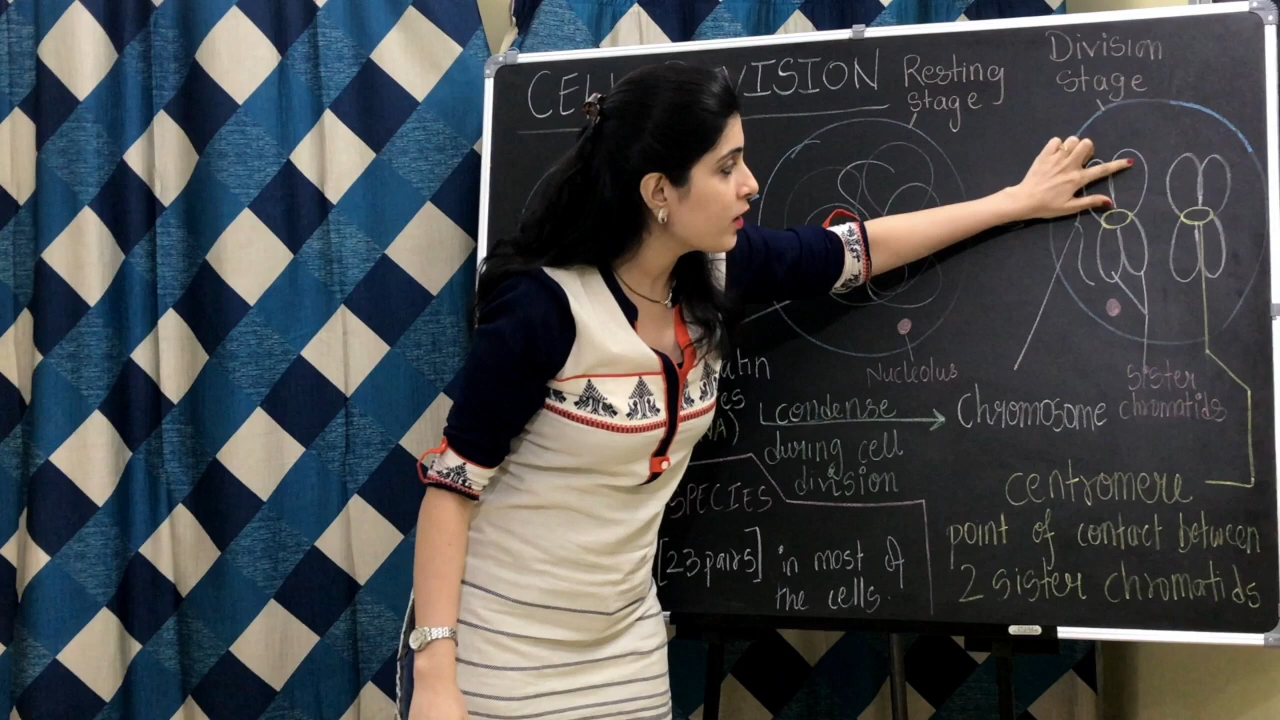 CELL DIVISION
Resting
stage
Division
stage
Nucleolus
condense
during cell
division
Chromosome
sister
chromatids
centromere
point of contact between
2 sister chromatids
SPECIES
[23 pairs] in most of
the cells.